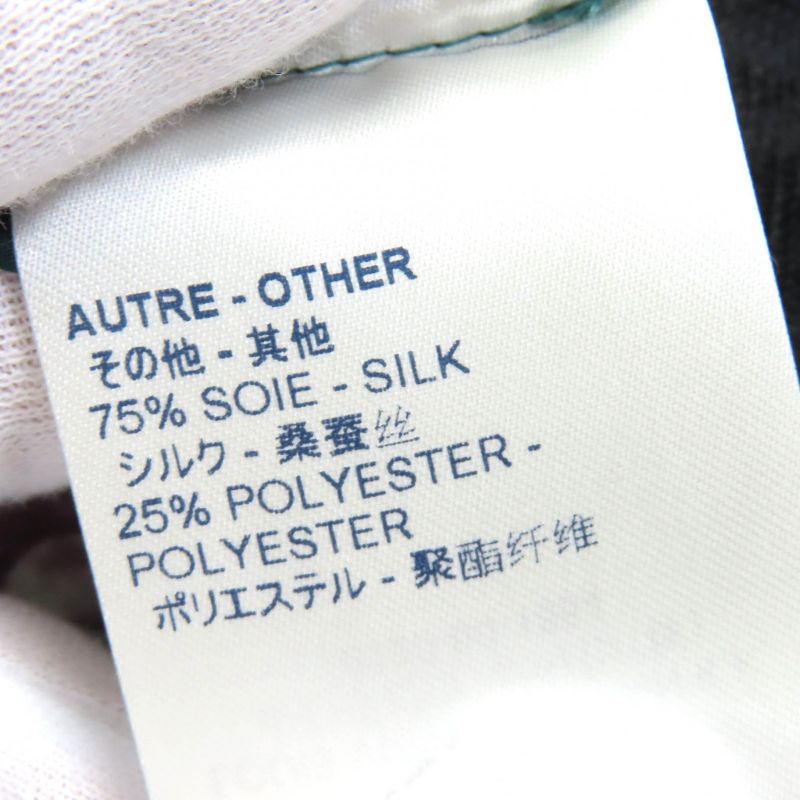 AUTRE - OTHER
その他 - 其他
75% SOIE - SILK
シルク - 桑蚕丝
25% POLYESTER -
POLYESTER
ポリエステル - 聚酯纤维